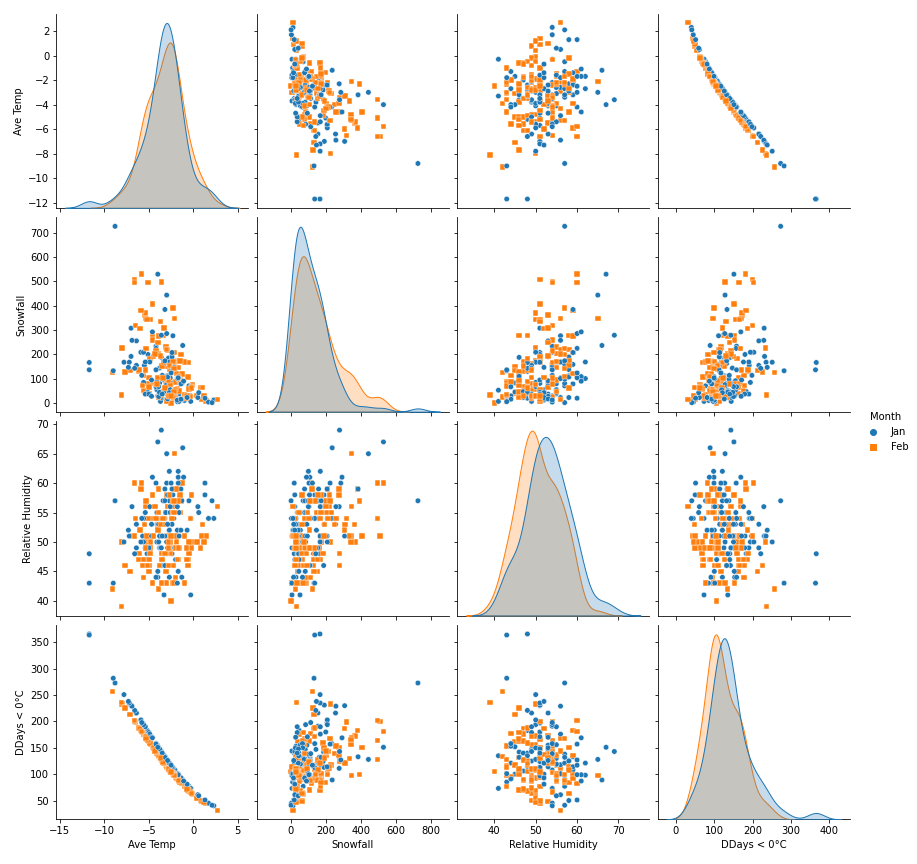 2
0
−2
−4
−6
−8
−10
−12
Ave Temp
700
600
500
400
300
200
100
0
Snowfall
70
65
60
55
50
45
40
Relative Humidity
350
300
250
200
150
100
50
DDays < 0°C
−15 −10 −5 0 5
Ave Temp
0 200 400 600 800
Snowfall
40 50 60 70
Relative Humidity
0 100 200 300 400
DDays < 0°C
Month
Jan
Feb